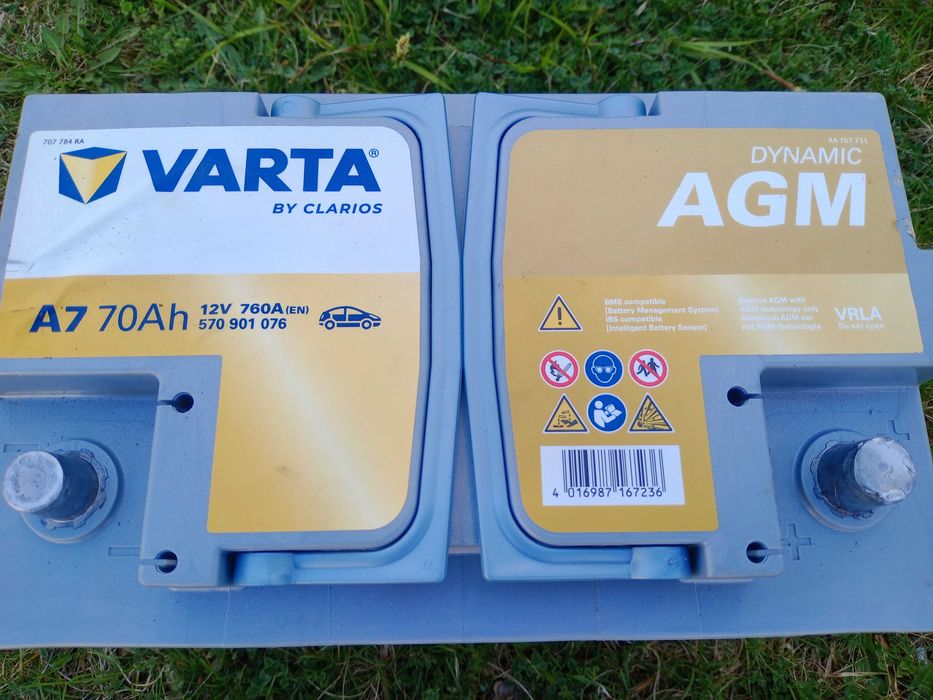 707 784 RA
VARTA®
BY CLARIOS
A7 70Ah 12V 760A (EN)
570 901 076
RA 707 731
DYNAMIC
AGM
BMS compatible
[Battery Management System]
IBS compatible
[Intelligent Battery Sensor]
Replace AGM with
AGM technology only
Austausch AGM nur
mit AGM-Technologie
VRLA
Do not open
4 016987 167236